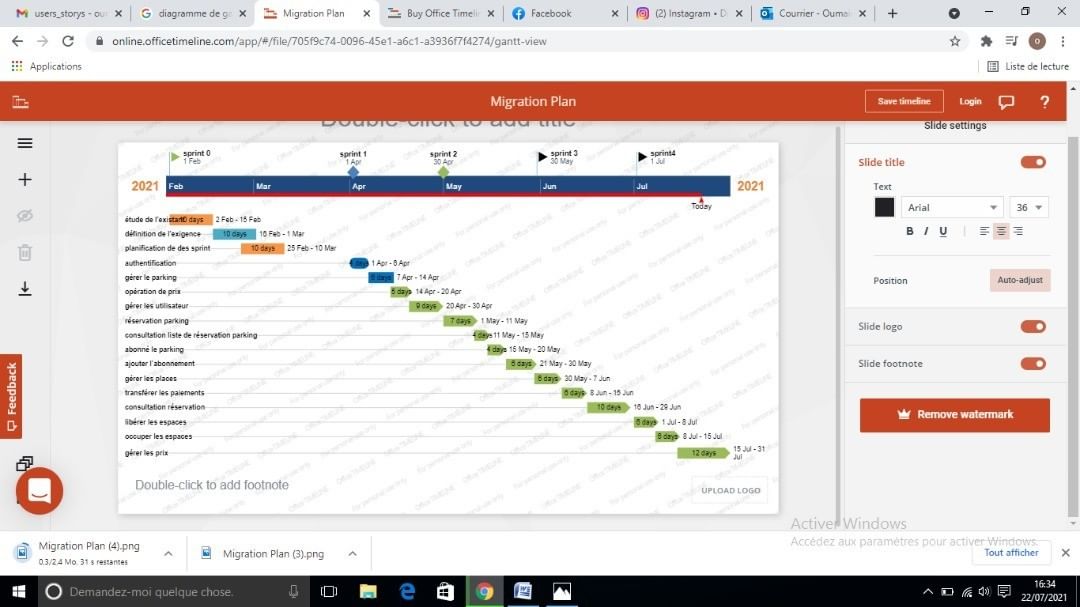 users_storys - ou
diagramme de ga
Migration Plan
Buy Office Timeli
Facebook
(2) Instagram • D
Courrier - Oumai
online.officetimeline.com/app/#/file/705f9c74-0096-45e1-a6c1-a3936f7f4274/gantt-view
Applications
Liste de lecture
Migration Plan
Save timeline
Login
?
Double-click to add title
Slide settings
sprint 0
1 Feb
sprint 1
1 Apr
sprint 2
30 Apr
sprint 3
30 May
sprint4
1 Jul
2021
Feb
Mar
Apr
May
Jun
Jul
2021
Today
étude de l'existant
days
2 Feb - 15 Feb
définition de l'exigence
10 days
16 Feb - 1 Mar
planification de des sprint
10 days
25 Feb - 10 Mar
authentification
days
1 Apr - 6 Apr
gérer le parking
6 days
7 Apr - 14 Apr
opération de prix
5 days
14 Apr - 20 Apr
gérer les utilisateur
9 days
20 Apr - 30 Apr
réservation parking
7 days
1 May - 11 May
consultation liste de réservation parking
4 days
11 May - 15 May
abonné le parking
4 days
15 May - 20 May
ajouter l'abonnement
6 days
21 May - 30 May
gérer les places
6 days
30 May - 7 Jun
transférer les paiements
6 days
8 Jun - 15 Jun
consultation réservation
10 days
16 Jun - 29 Jun
libérer les espaces
6 days
1 Jul - 8 Jul
occuper les espaces
6 days
8 Jul - 15 Jul
gérer les prix
12 days
15 Jul - 31
Jul
Double-click to add footnote
UPLOAD LOGO
Slide title
Text
Arial
36
B I U
Position
Auto-adjust
Slide logo
Slide footnote
Remove watermark
Feedback
Activer Windows
Accédez aux paramètres pour activer Windows.
Migration Plan (4).png
0.3/2.4 Mo, 31 s restantes
Migration Plan (3).png
Tout afficher
Demandez-moi quelque chose.
16:34
22/07/2021